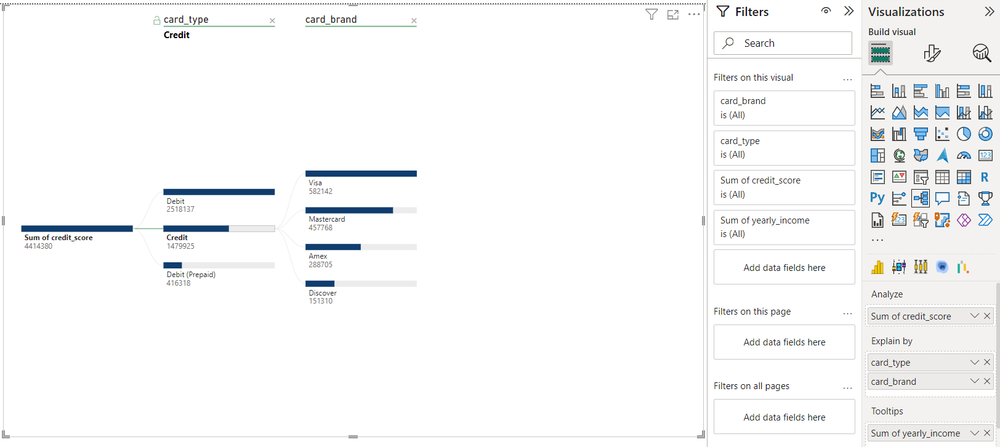 card_type
Credit
card_brand
Sum of credit_score
4414380
Debit
2518137
Credit
1479925
Debit (Prepaid)
416318
Visa
582142
Mastercard
457768
Amex
288705
Discover
151310
Filters
Search
Filters on this visual
card_brand
is (All)
card_type
is (All)
Sum of credit_score
is (All)
Sum of yearly_income
is (All)
Add data fields here
Filters on this page
Add data fields here
Filters on all pages
Add data fields here
Visualizations
Build visual
123
R
Py
123
Analyze
Sum of credit_score
Explain by
card_type
card_brand
Tooltips
Sum of yearly_income